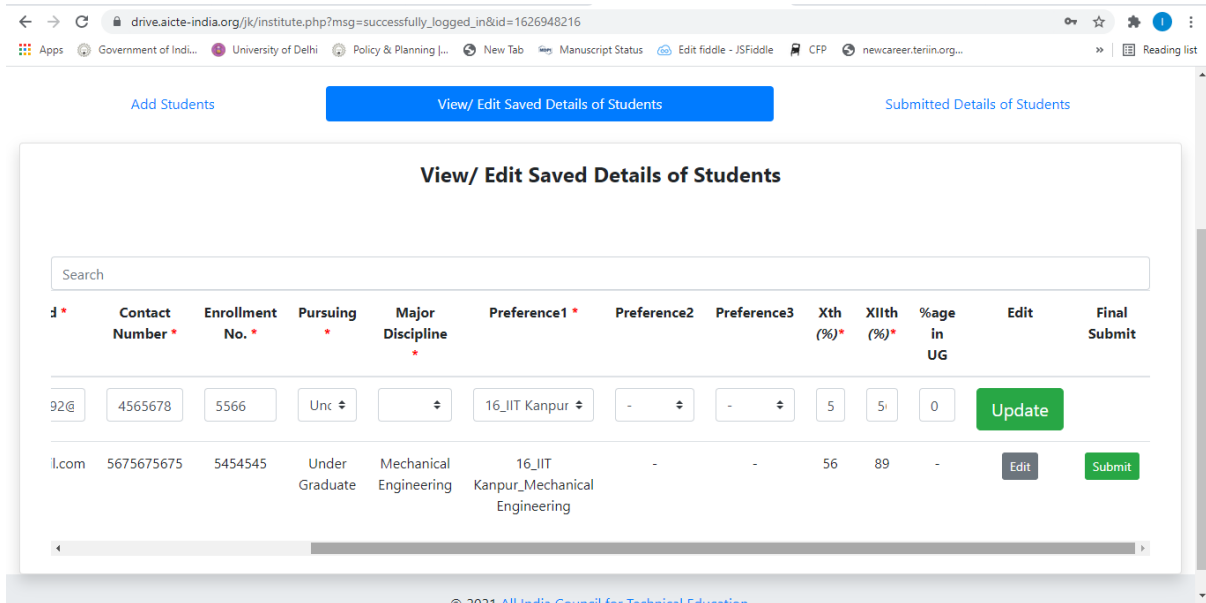 drive.aicte-india.org/jk/institute.php?msg=successfully_logged_in&id=1626948216
Apps Government of Indi... University of Delhi Policy & Planning |... New Tab Manuscript Status Edit fiddle - JSFiddle CFP newcareer.teriin.org... » Reading list
Add Students View/ Edit Saved Details of Students Submitted Details of Students
View/ Edit Saved Details of Students
Search
d * Contact Enrollment Pursuing Major Preference1 * Preference2 Preference3 Xth XIIth %age Edit Final
Number * No. * * Discipline (%)* (%)* in Submit
* UG
92@ 4565678 5566 Und 16_IIT Kanpur - - 5 5 0 Update
il.com 5675675675 5454545 Under Mechanical 16_IIT - - 56 89 - Edit Submit
Graduate Engineering Kanpur_Mechanical
Engineering
© 2021 All India Council for Technical Education